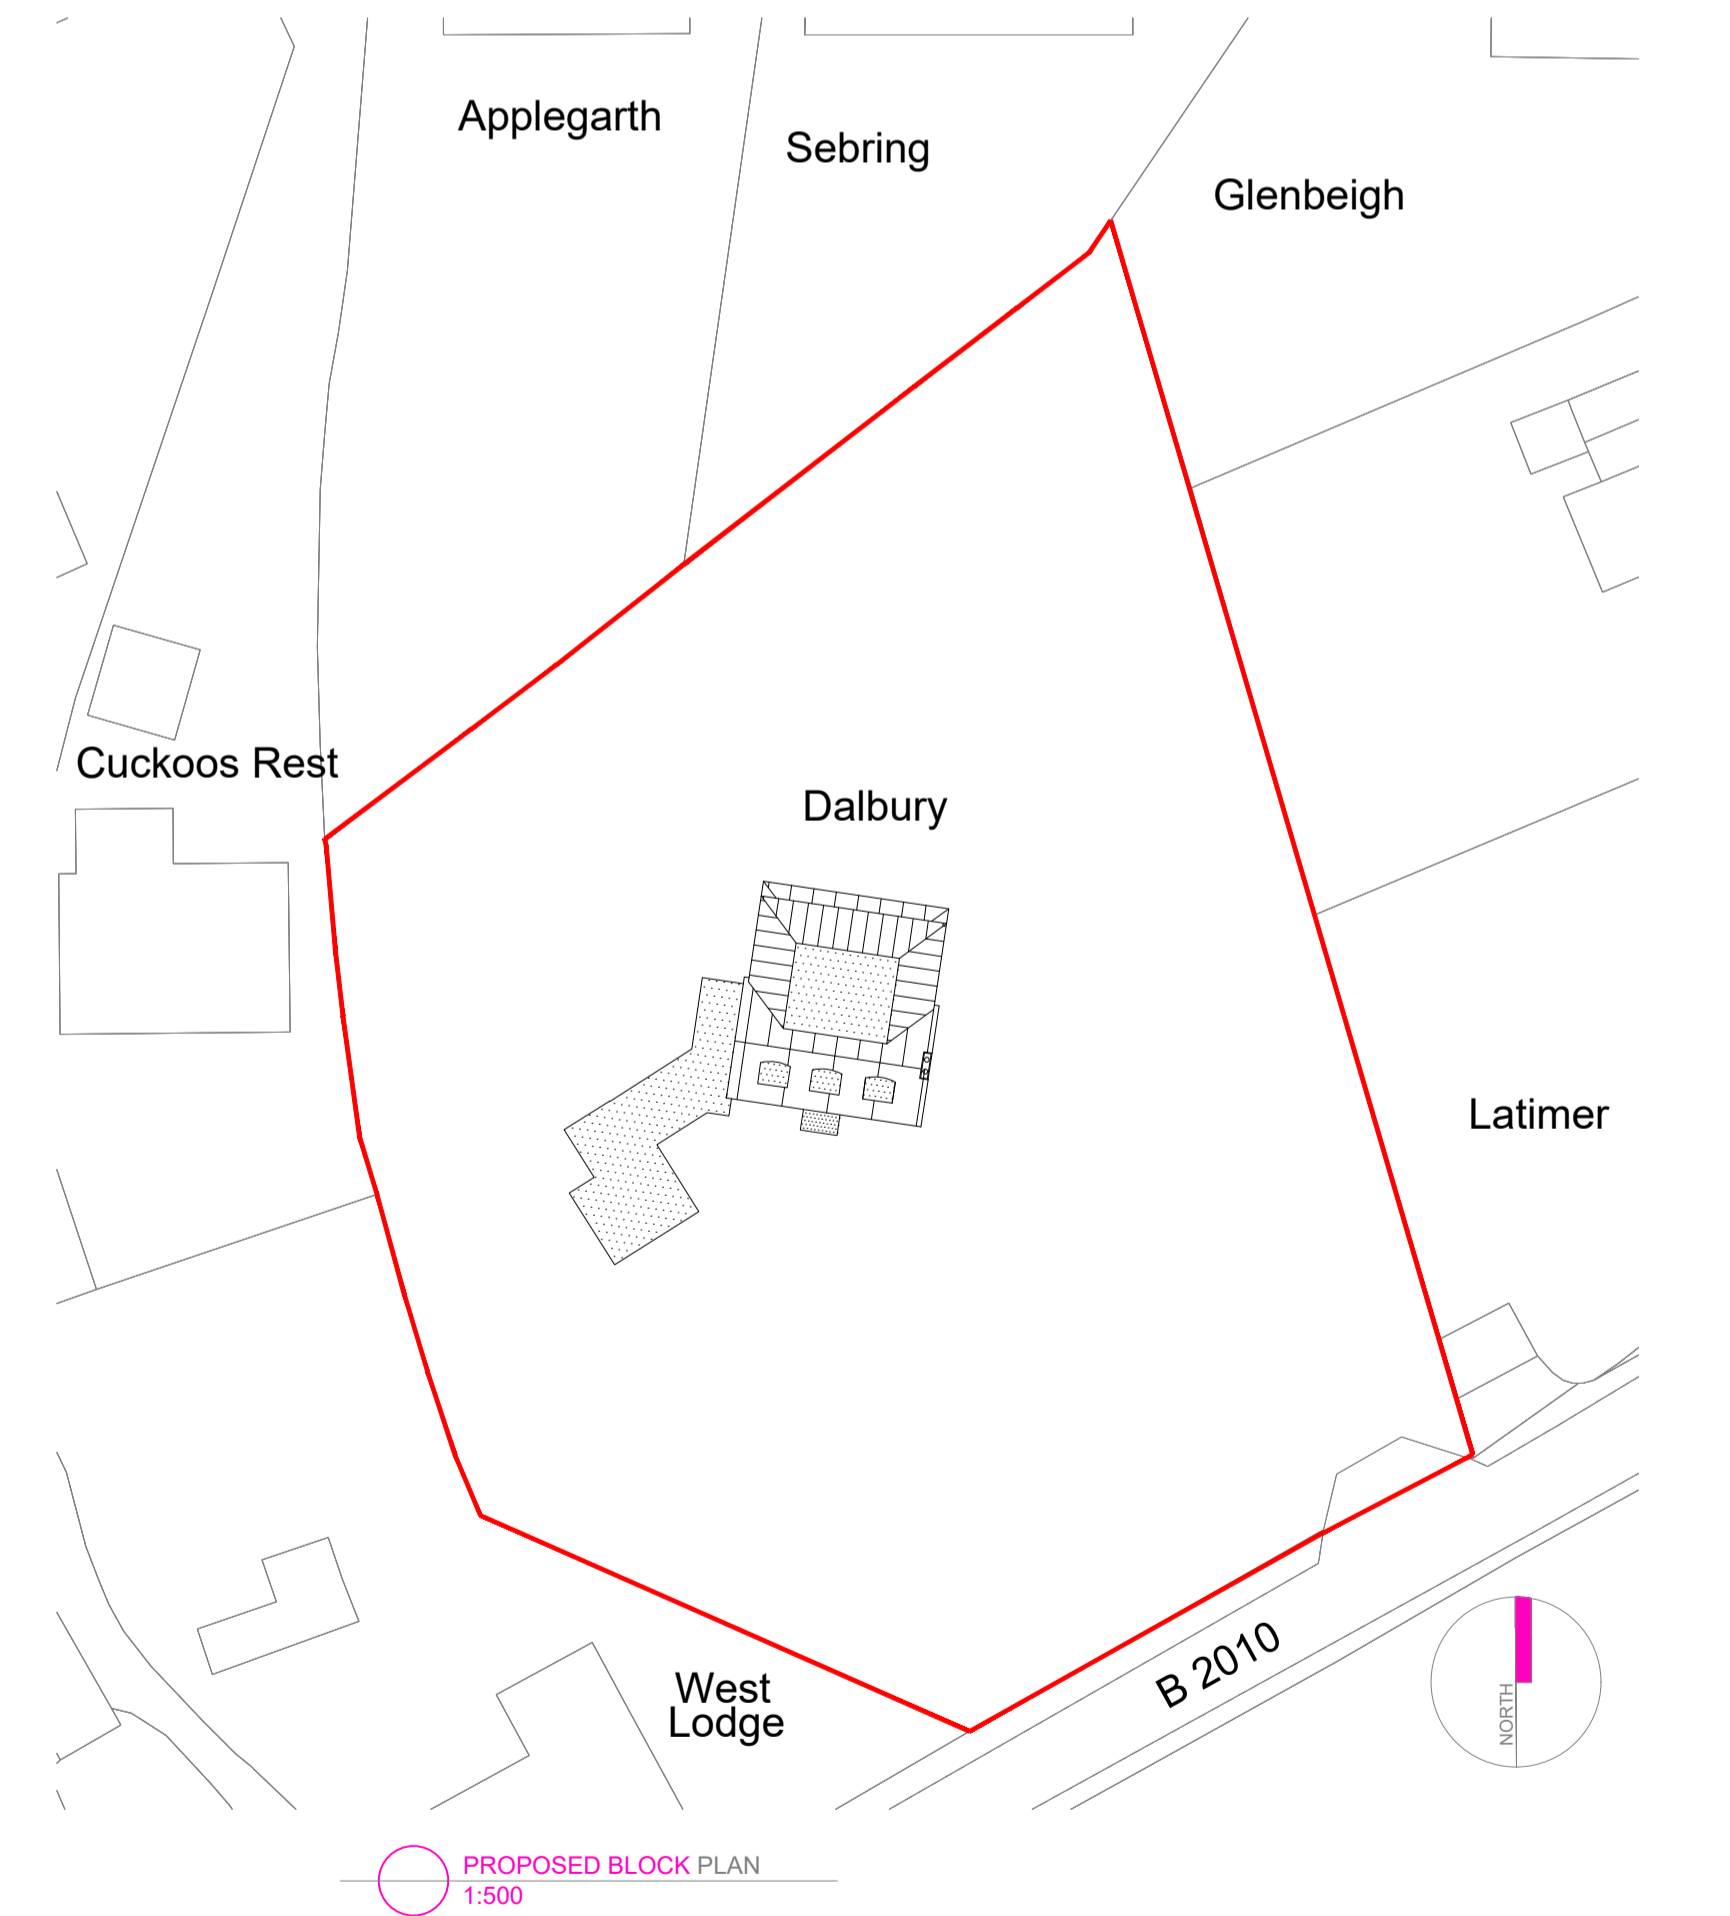 Applegarth
Sebring
Glenbeigh
Cuckoos Rest
Dalbury
Latimer
West
Lodge
B 2010
NORTH
PROPOSED BLOCK PLAN
1:500